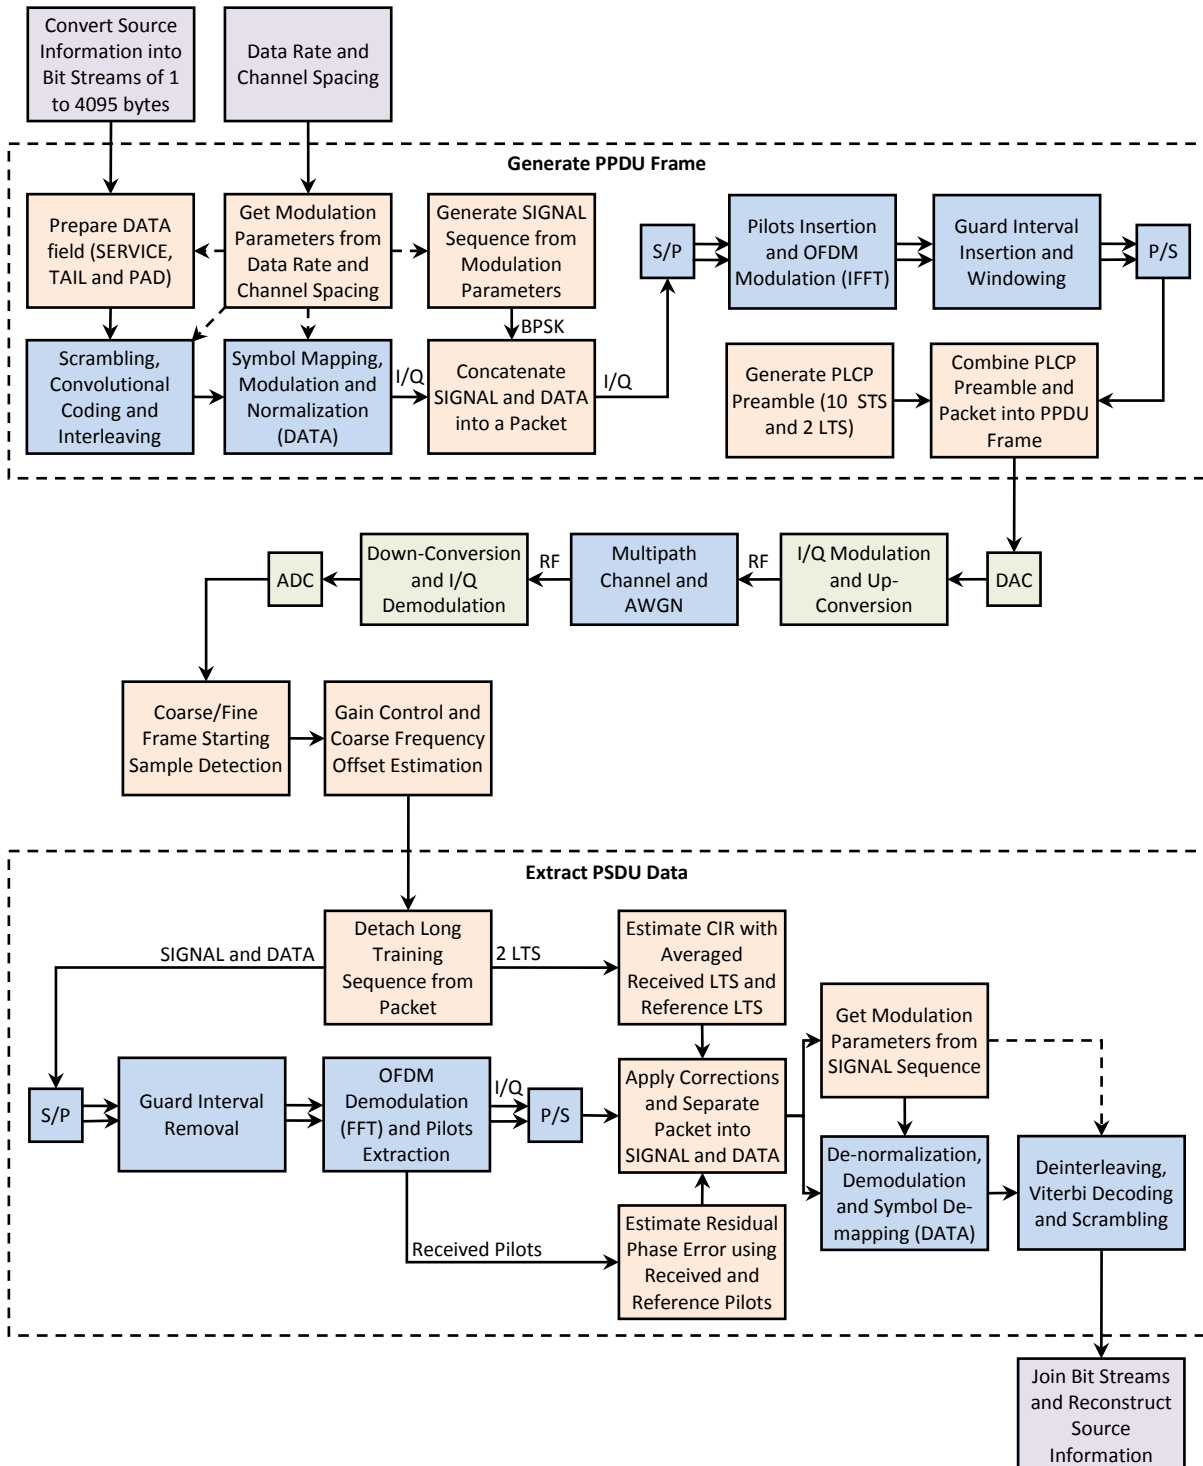 Convert Source
Information into
Bit Streams of 1
to 4095 bytes
Data Rate and
Channel Spacing
Generate PPDU Frame
Prepare DATA
field (SERVICE,
TAIL and PAD)
Get Modulation
Parameters from
Data Rate and
Channel Spacing
Generate SIGNAL
Sequence from
Modulation
Parameters
S/P
Pilots Insertion
and OFDM
Modulation (IFFT)
Guard Interval
Insertion and
Windowing
P/S
BPSK
Scrambling,
Convolutional
Coding and
Interleaving
Symbol Mapping,
Modulation and
Normalization
(DATA)
I/Q
Concatenate
SIGNAL and DATA
into a Packet
I/Q
Generate PLCP
Preamble (10 STS
and 2 LTS)
Combine PLCP
Preamble and
Packet into PPDU
Frame
ADC
Down-Conversion
and I/Q
Demodulation
RF
Multipath
Channel and
AWGN
RF
I/Q Modulation
and Up-
Conversion
DAC
Coarse/Fine
Frame Starting
Sample Detection
Gain Control and
Coarse Frequency
Offset Estimation
Extract PSDU Data
SIGNAL and DATA
Detach Long
Training
Sequence from
Packet
2 LTS
Estimate CIR with
Averaged
Received LTS and
Reference LTS
Get Modulation
Parameters from
SIGNAL Sequence
S/P
Guard Interval
Removal
OFDM
Demodulation
(FFT) and Pilots
Extraction
I/Q
P/S
Apply Corrections
and Separate
Packet into
SIGNAL and DATA
De-normalization,
Demodulation
and Symbol De-
mapping (DATA)
Deinterleaving,
Viterbi Decoding
and Scrambling
Received Pilots
Estimate Residual
Phase Error using
Received and
Reference Pilots
Join Bit Streams
and Reconstruct
Source
Information